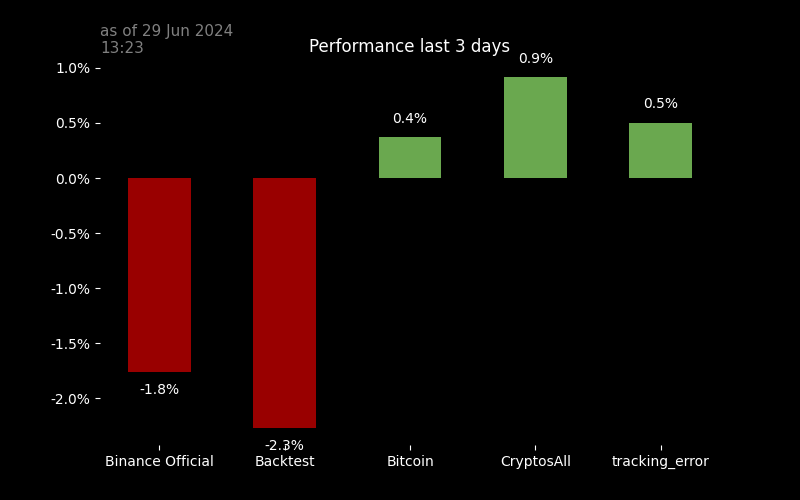 as of 29 Jun 2024
13:23
Performance last 3 days
1.0%
0.5%
0.0%
-0.5%
-1.0%
-1.5%
-2.0%
-1.8%
-2.3%
0.4%
0.9%
0.5%
Binance Official
Backtest
Bitcoin
CryptosAll
tracking_error